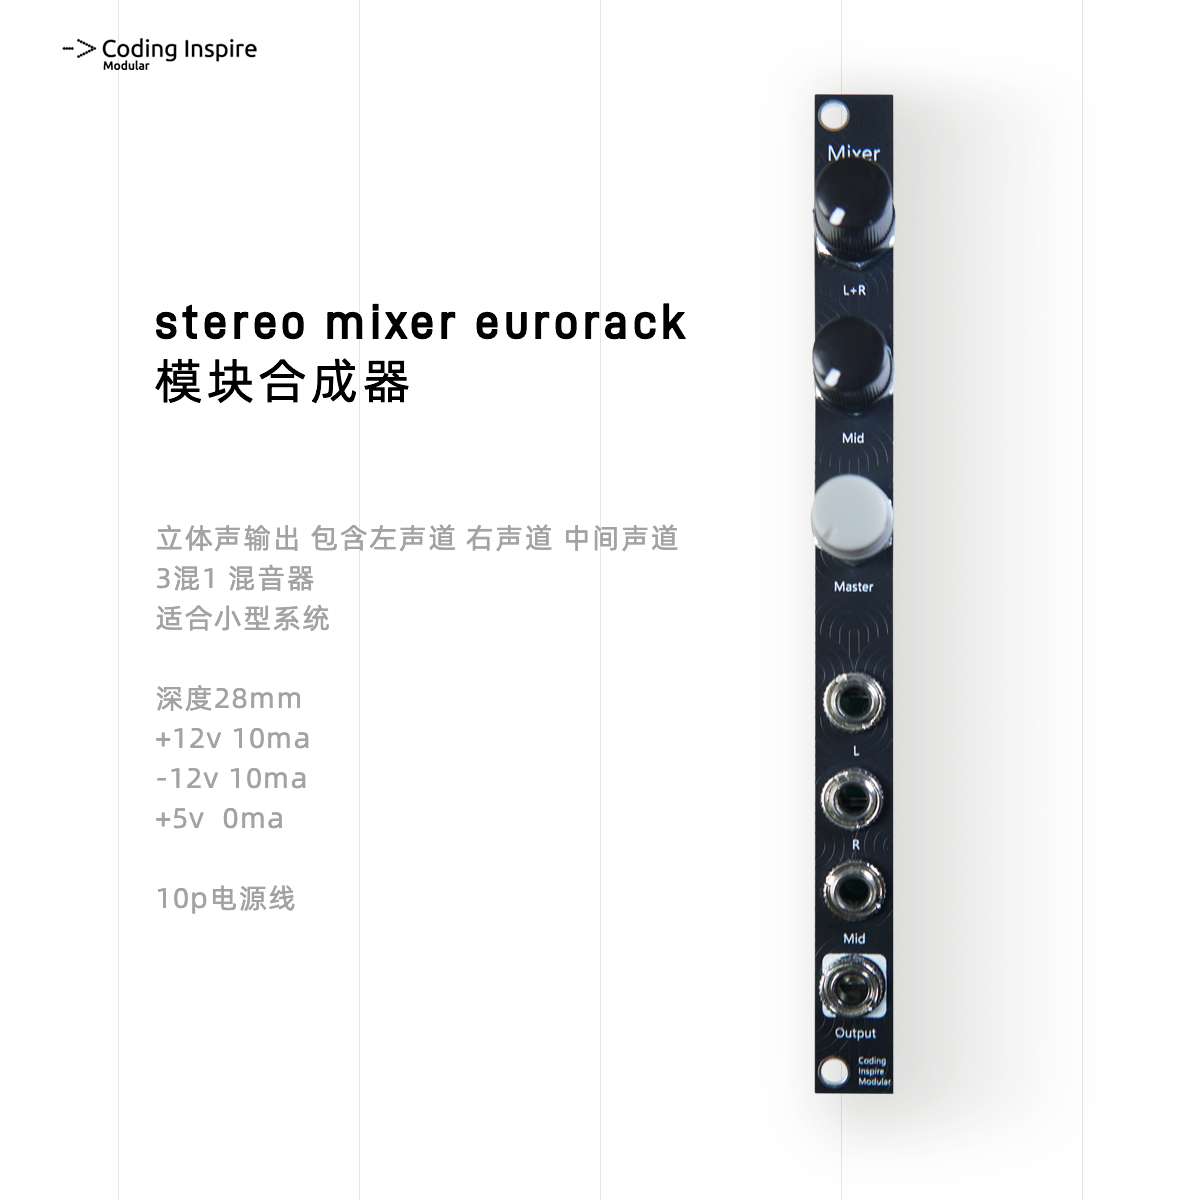 -> Coding Inspire
Modular
Mixer
L+R
Mid
Master
L
R
Mid
Output
Coding
Inspire
Modular
stereo mixer eurorack
模块合成器
立体声输出 包含左声道 右声道 中间声道
3混1 混音器
适合小型系统
深度28mm
+12v 10ma
-12v 10ma
+5v 0ma
10p电源线